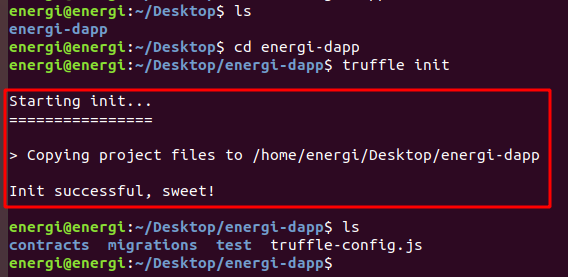 energi@energi:~/Desktop$ ls
energi-dapp
energi@energi:~/Desktop$ cd energi-dapp
energi@energi:~/Desktop/energi-dapp$ truffle init
Starting init...
================
> Copying project files to /home/energi/Desktop/energi-dapp
Init successful, sweet!
energi@energi:~/Desktop/energi-dapp$ ls
contracts  migrations  test  truffle-config.js
energi@energi:~/Desktop/energi-dapp$